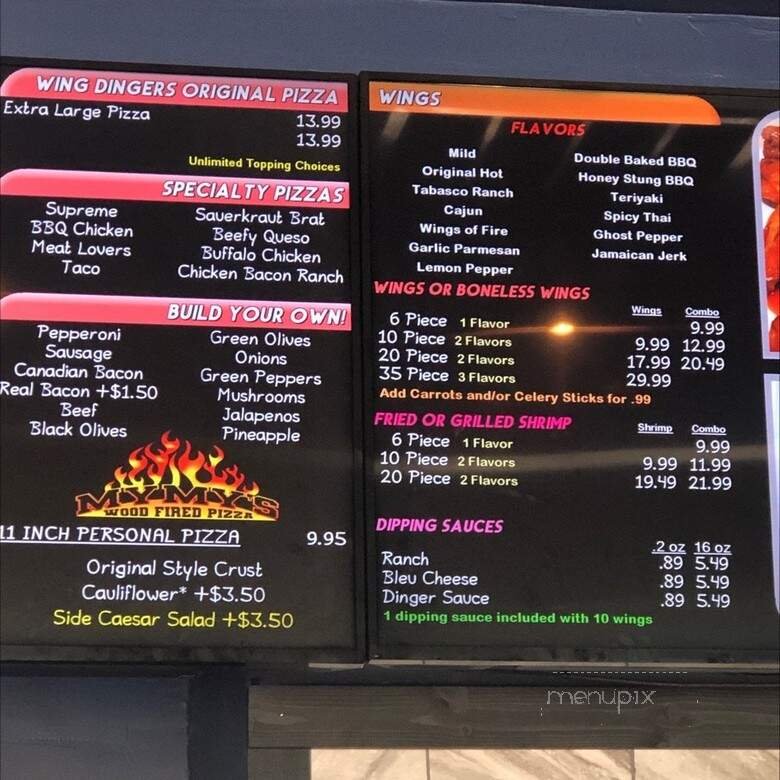 WING DINGERS ORIGINAL PIZZA
Extra Large Pizza
13.99
13.99
Unlimited Topping Choices
SPECIALTY PIZZAS
Supreme Sauerkraut Brat
BBQ Chicken Beefy Queso
Meat Lovers Buffalo Chicken
Taco Chicken Bacon Ranch
BUILD YOUR OWN!
Pepperoni Green Olives
Sausage Onions
Canadian Bacon Green Peppers
Real Bacon +$1.50 Mushrooms
Beef Jalapenos
Black Olives Pineapple
MYMY'S
WOOD FIRED PIZZA
11 INCH PERSONAL PIZZA 9.95
Original Style Crust
Cauliflower* +$3.50
Side Caesar Salad +$3.50
WINGS
FLAVORS
Mild Double Baked BBQ
Original Hot Honey Stung BBQ
Tabasco Ranch Teriyaki
Cajun Spicy Thai
Wings of Fire Ghost Pepper
Garlic Parmesan Jamaican Jerk
Lemon Pepper
WINGS OR BONELESS WINGS
Wings Combo
6 Piece 1 Flavor 9.99
10 Piece 2 Flavors 9.99 12.99
20 Piece 2 Flavors 17.99 20.49
35 Piece 3 Flavors 29.99
Add Carrots and/or Celery Sticks for .99
FRIED OR GRILLED SHRIMP
Shrimp Combo
6 Piece 1 Flavor 9.99
10 Piece 2 Flavors 9.99 11.99
20 Piece 2 Flavors 19.49 21.99
DIPPING SAUCES
.2 oz 16 oz
Ranch .89 5.49
Bleu Cheese .89 5.49
Dinger Sauce .89 5.49
1 dipping sauce included with 10 wings
menupix